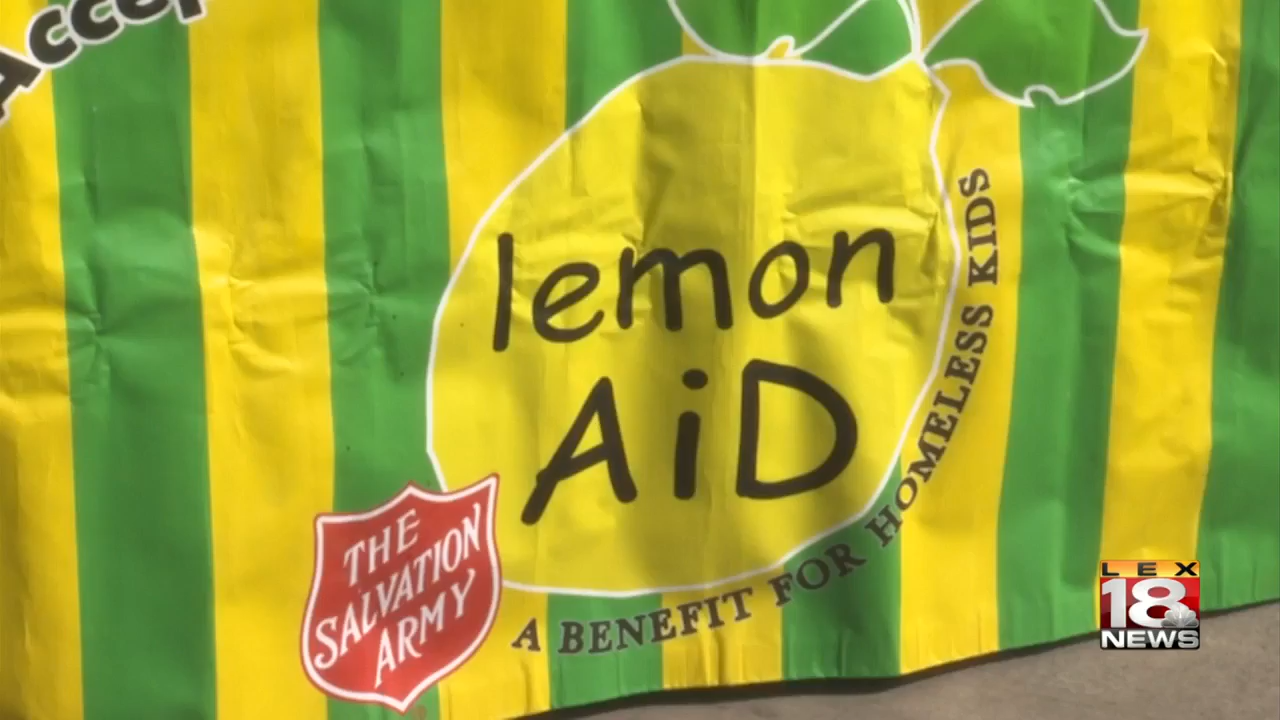 lemon
AiD
THE
SALVATION
ARMY
A BENEFIT FOR HOMELESS KIDS
LEX
18
NEWS